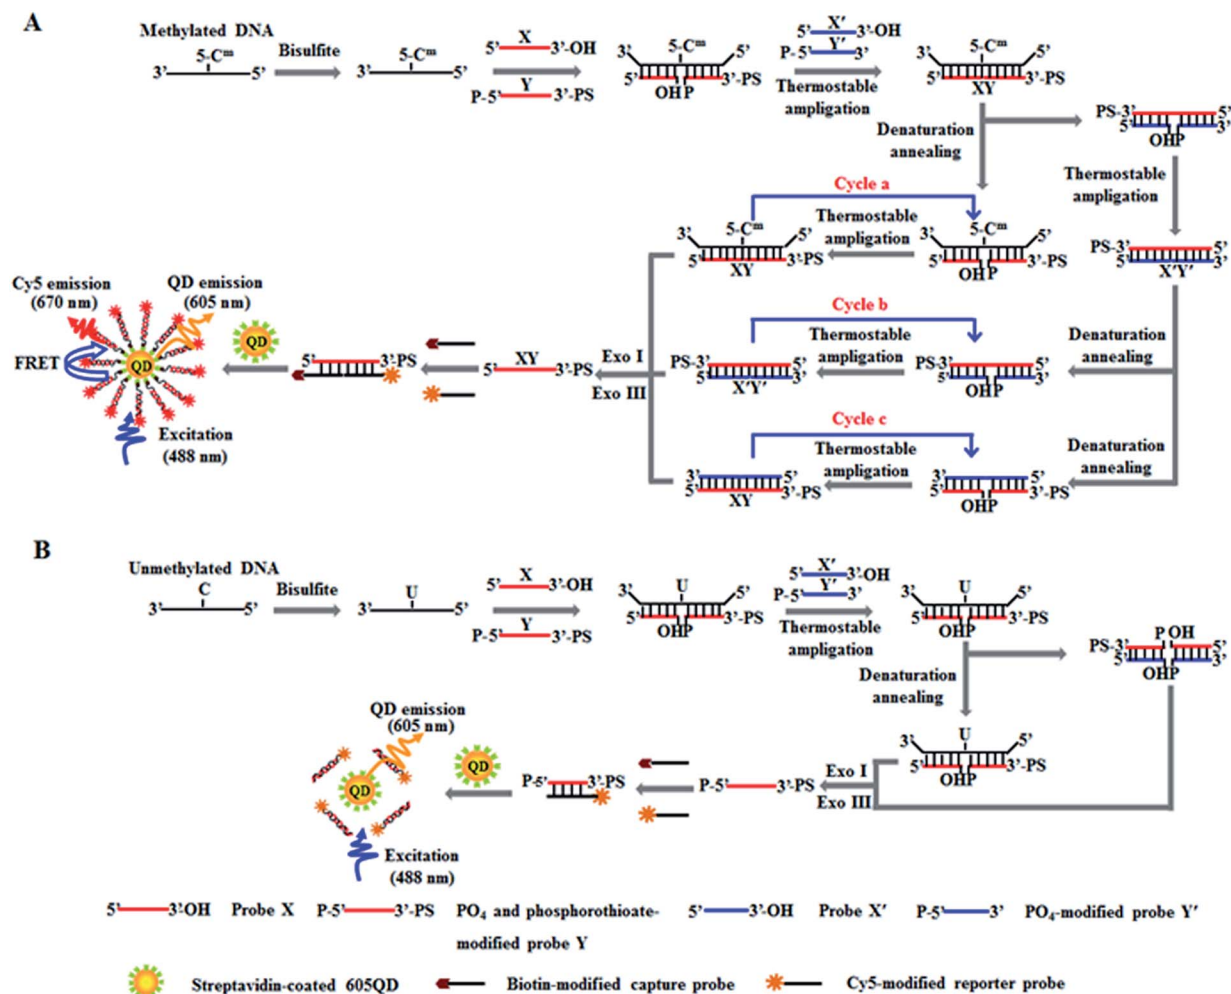 A
Methylated DNA
5-Cᵐ
3’ 5’
Bisulfite
5-Cᵐ
3’ 5’
X
5’ 3’-OH
Y
P-5’ 3’-PS
5-Cᵐ
3’ 5’
5’ 3’-PS
OH P
X′
5’ 3’-OH
Y′
P-5’ 3’
Thermostable
ampligation
5-Cᵐ
3’ 5’
5’ 3’-PS
XY
Denaturation
annealing
PS-3’ 5’
5’ 3’
OHP
Thermostable
ampligation
PS-3’ 5’
5’ 3’
X′Y′
Cycle a
5-Cᵐ
3’ 5’
5’ 3’-PS
XY
Thermostable
ampligation
5-Cᵐ
3’ 5’
5’ 3’-PS
OH P
Cycle b
PS-3’ 5’
5’ 3’
X′Y′
Thermostable
ampligation
PS-3’ 5’
5’ 3’
OHP
Denaturation
annealing
Cycle c
3’ 5’
5’ 3’-PS
XY
Thermostable
ampligation
3’ 5’
5’ 3’-PS
OHP
Denaturation
annealing
Exo I
Exo III
XY
5’ 3’-PS
5’ 3’-PS
QD
Cy5 emission
(670 nm)
QD emission
(605 nm)
FRET
QD
Excitation
(488 nm)
B
Unmethylated DNA
C
3’ 5’
Bisulfite
U
3’ 5’
X
5’ 3’-OH
Y
P-5’ 3’-PS
U
3’ 5’
5’ 3’-PS
OHP
X′
5’ 3’-OH
Y′
P-5’ 3’
Thermostable
ampligation
U
3’ 5’
5’ 3’-PS
OHP
Denaturation
annealing
P OH
PS-3’ 5’
5’ 3’
OHP
U
3’ 5’
5’ 3’-PS
OHP
Exo I
Exo III
P-5’ 3’-PS
P-5’ 3’-PS
QD
QD emission
(605 nm)
QD
Excitation
(488 nm)
5’ 3’-OH Probe X
P-5’ 3’-PS PO₄ and phosphorothioate-
modified probe Y
5’ 3’-OH Probe X′
P-5’ 3’ PO₄-modified probe Y′
Streptavidin-coated 605QD
Biotin-modified capture probe
Cy5-modified reporter probe